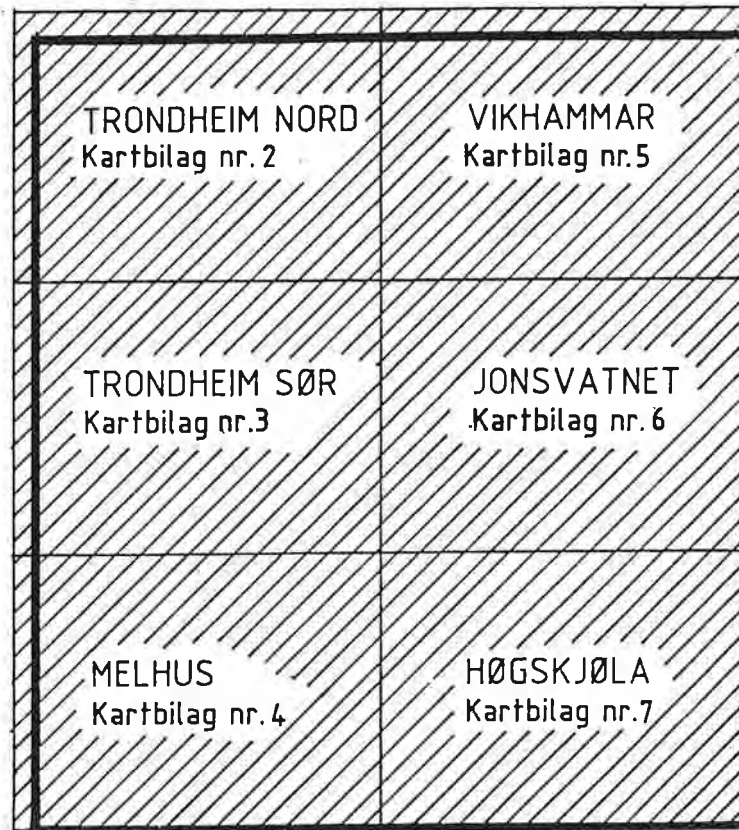 TRONDHEIM NORD
Kartbilag nr. 2
VIKHAMMAR
Kartbilag nr. 5
TRONDHEIM SØR
Kartbilag nr. 3
JONSVATNET
Kartbilag nr. 6
MELHUS
Kartbilag nr. 4
HØGSKJØLA
Kartbilag nr. 7